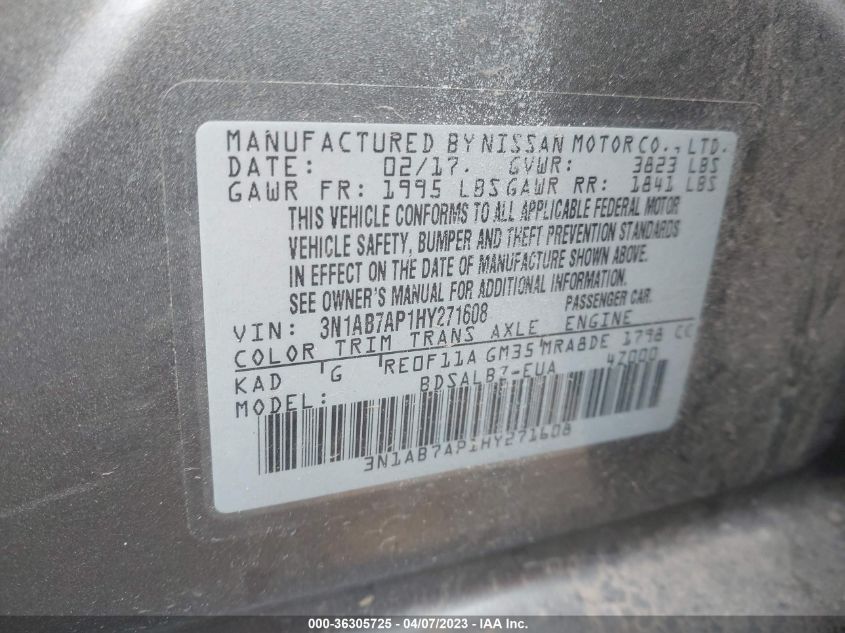 MANUFACTURED BY NISSAN MOTOR CO., LTD.
DATE: 02/17. GVWR: 3823 LBS
GAWR FR: 1995 LBS GAWR RR: 1841 LBS
THIS VEHICLE CONFORMS TO ALL APPLICABLE FEDERAL MOTOR
VEHICLE SAFETY, BUMPER AND THEFT PREVENTION STANDARDS
IN EFFECT ON THE DATE OF MANUFACTURE SHOWN ABOVE.
SEE OWNER'S MANUAL FOR ADDITIONAL INFORMATION.
VIN: 3N1AB7AP1HY271608 PASSENGER CAR.
COLOR TRIM TRANS AXLE ENGINE
KAD G RE0F11A GM35 MRA8DE 1798 CC
MODEL: BDSALB7-EUA 47000
3N1AB7AP1HY271608
000-36305725 - 04/07/2023 - IAA Inc.